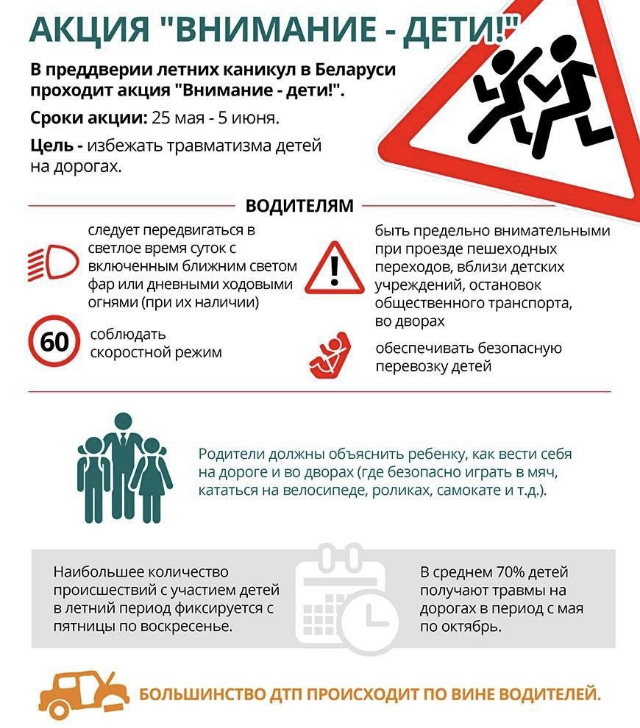 АКЦИЯ "ВНИМАНИЕ - ДЕТИ!"
В преддверии летних каникул в Беларуси
проходит акция "Внимание - дети!".
Сроки акции: 25 мая - 5 июня.
Цель - избежать травматизма детей
на дорогах.
ВОДИТЕЛЯМ
следует передвигаться в
светлое время суток с
включенным ближним светом
фар или дневными ходовыми
огнями (при их наличии)
60
соблюдать
скоростной режим
!
быть предельно внимательными
при проезде пешеходных
переходов, вблизи детских
учреждений, остановок
общественного транспорта,
во дворах
обеспечивать безопасную
перевозку детей
Родители должны объяснить ребенку, как вести себя
на дороге и во дворах (где безопасно играть в мяч,
кататься на велосипеде, роликах, самокате и т.д.).
Наибольшее количество
происшествий с участием детей
в летний период фиксируется с
пятницы по воскресенье.
В среднем 70% детей
получают травмы на
дорогах в период с мая
по октябрь.
БОЛЬШИНСТВО ДТП ПРОИСХОДИТ ПО ВИНЕ ВОДИТЕЛЕЙ.